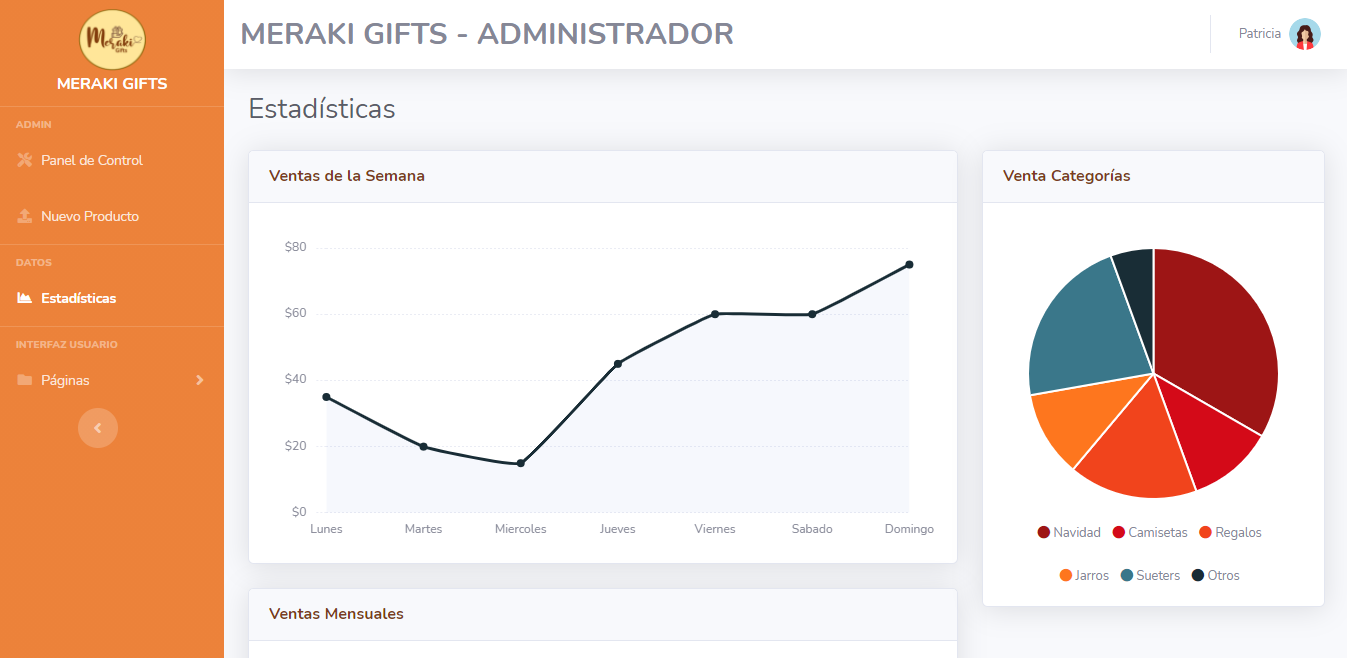 Meraki
Gifts
MERAKI GIFTS
ADMIN
Panel de Control
Nuevo Producto
DATOS
Estadísticas
INTERFAZ USUARIO
Páginas
MERAKI GIFTS - ADMINISTRADOR
Patricia
Estadísticas
Ventas de la Semana
$80
$60
$40
$20
$0
Lunes Martes Miercoles Jueves Viernes Sabado Domingo
Venta Categorías
Navidad Camisetas Regalos
Jarros Sueters Otros
Ventas Mensuales